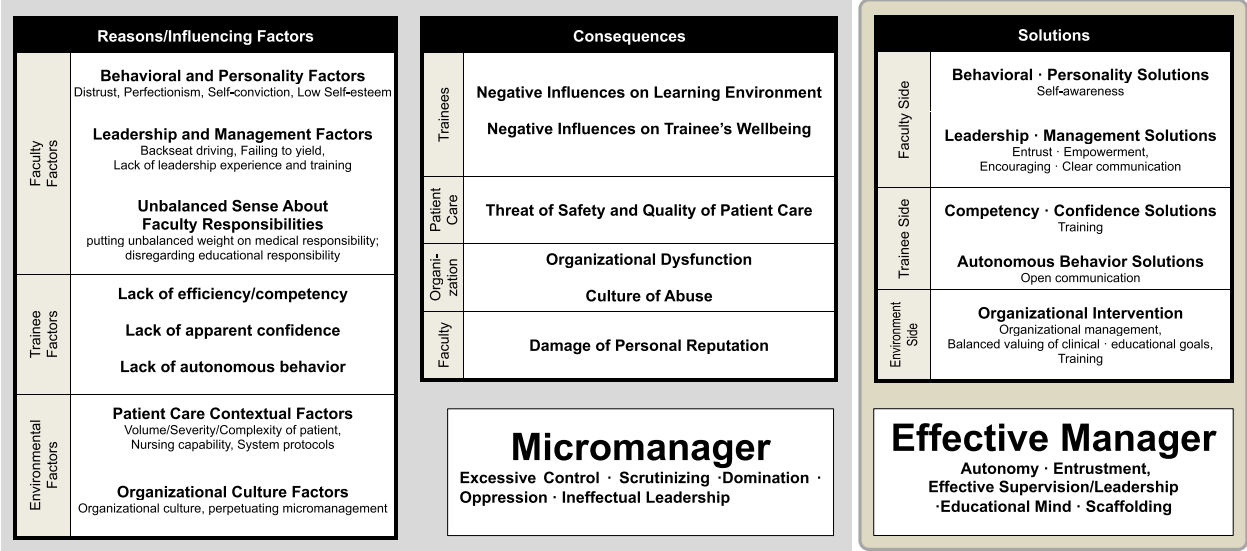 Reasons/Influencing Factors
Faculty
Factors
Behavioral and Personality Factors
Distrust, Perfectionism, Self-conviction, Low Self-esteem
Leadership and Management Factors
Backseat driving, Failing to yield,
Lack of leadership experience and training
Unbalanced Sense About
Faculty Responsibilities
putting unbalanced weight on medical responsibility;
disregarding educational responsibility
Trainee
Factors
Lack of efficiency/competency
Lack of apparent confidence
Lack of autonomous behavior
Environmental
Factors
Patient Care Contextual Factors
Volume/Severity/Complexity of patient,
Nursing capability, System protocols
Organizational Culture Factors
Organizational culture, perpetuating micromanagement
Consequences
Trainees
Negative Influences on Learning Environment
Negative Influences on Trainee’s Wellbeing
Patient
Care
Threat of Safety and Quality of Patient Care
Organi-
zation
Organizational Dysfunction
Culture of Abuse
Faculty
Damage of Personal Reputation
Micromanager
Excessive Control · Scrutinizing ·Domination ·
Oppression · Ineffectual Leadership
Solutions
Faculty Side
Behavioral · Personality Solutions
Self-awareness
Leadership · Management Solutions
Entrust · Empowerment,
Encouraging · Clear communication
Trainee Side
Competency · Confidence Solutions
Training
Autonomous Behavior Solutions
Open communication
Environment
Side
Organizational Intervention
Organizational management,
Balanced valuing of clinical · educational goals,
Training
Effective Manager
Autonomy · Entrustment,
Effective Supervision/Leadership
·Educational Mind · Scaffolding